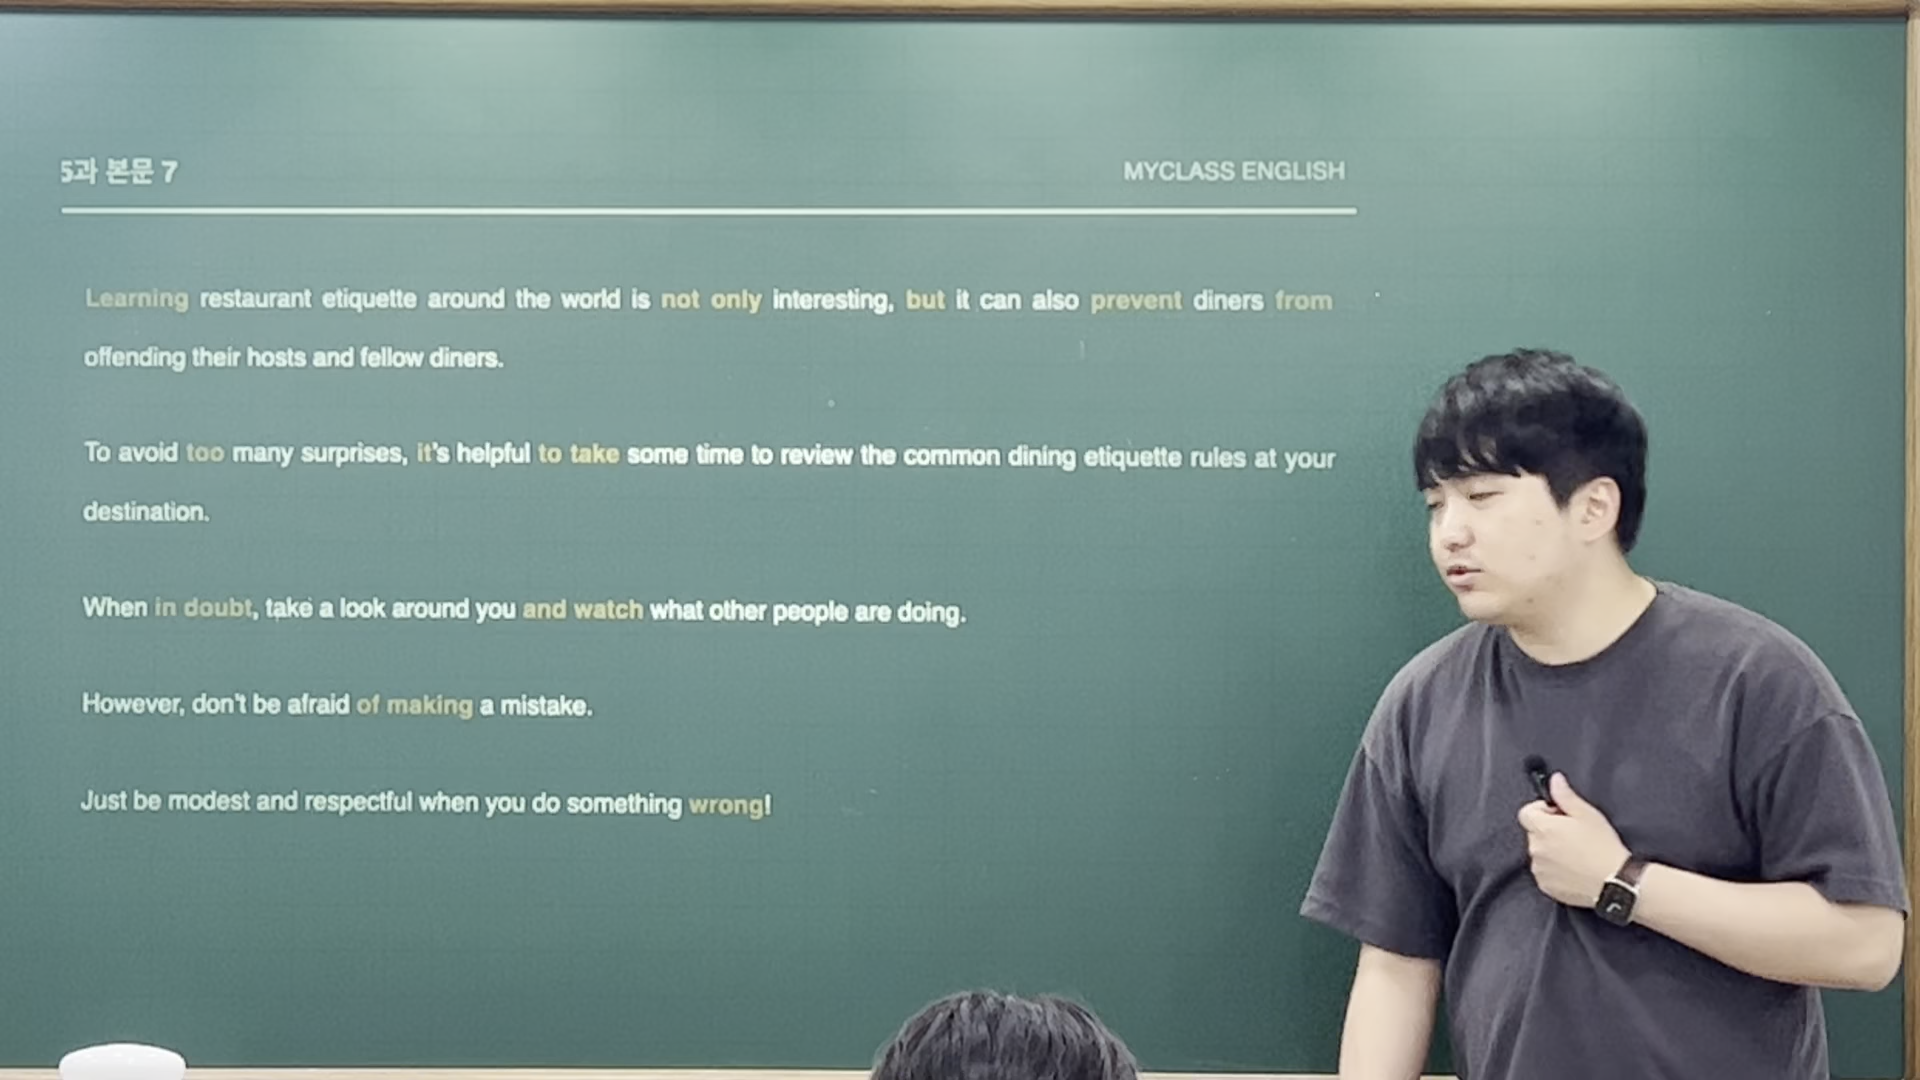 5과 본문 7
MYCLASS ENGLISH
Learning restaurant etiquette around the world is not only interesting, but it can also prevent diners from
offending their hosts and fellow diners.
To avoid too many surprises, it's helpful to take some time to review the common dining etiquette rules at your
destination.
When in doubt, take a look around you and watch what other people are doing.
However, don't be afraid of making a mistake.
Just be modest and respectful when you do something wrong!